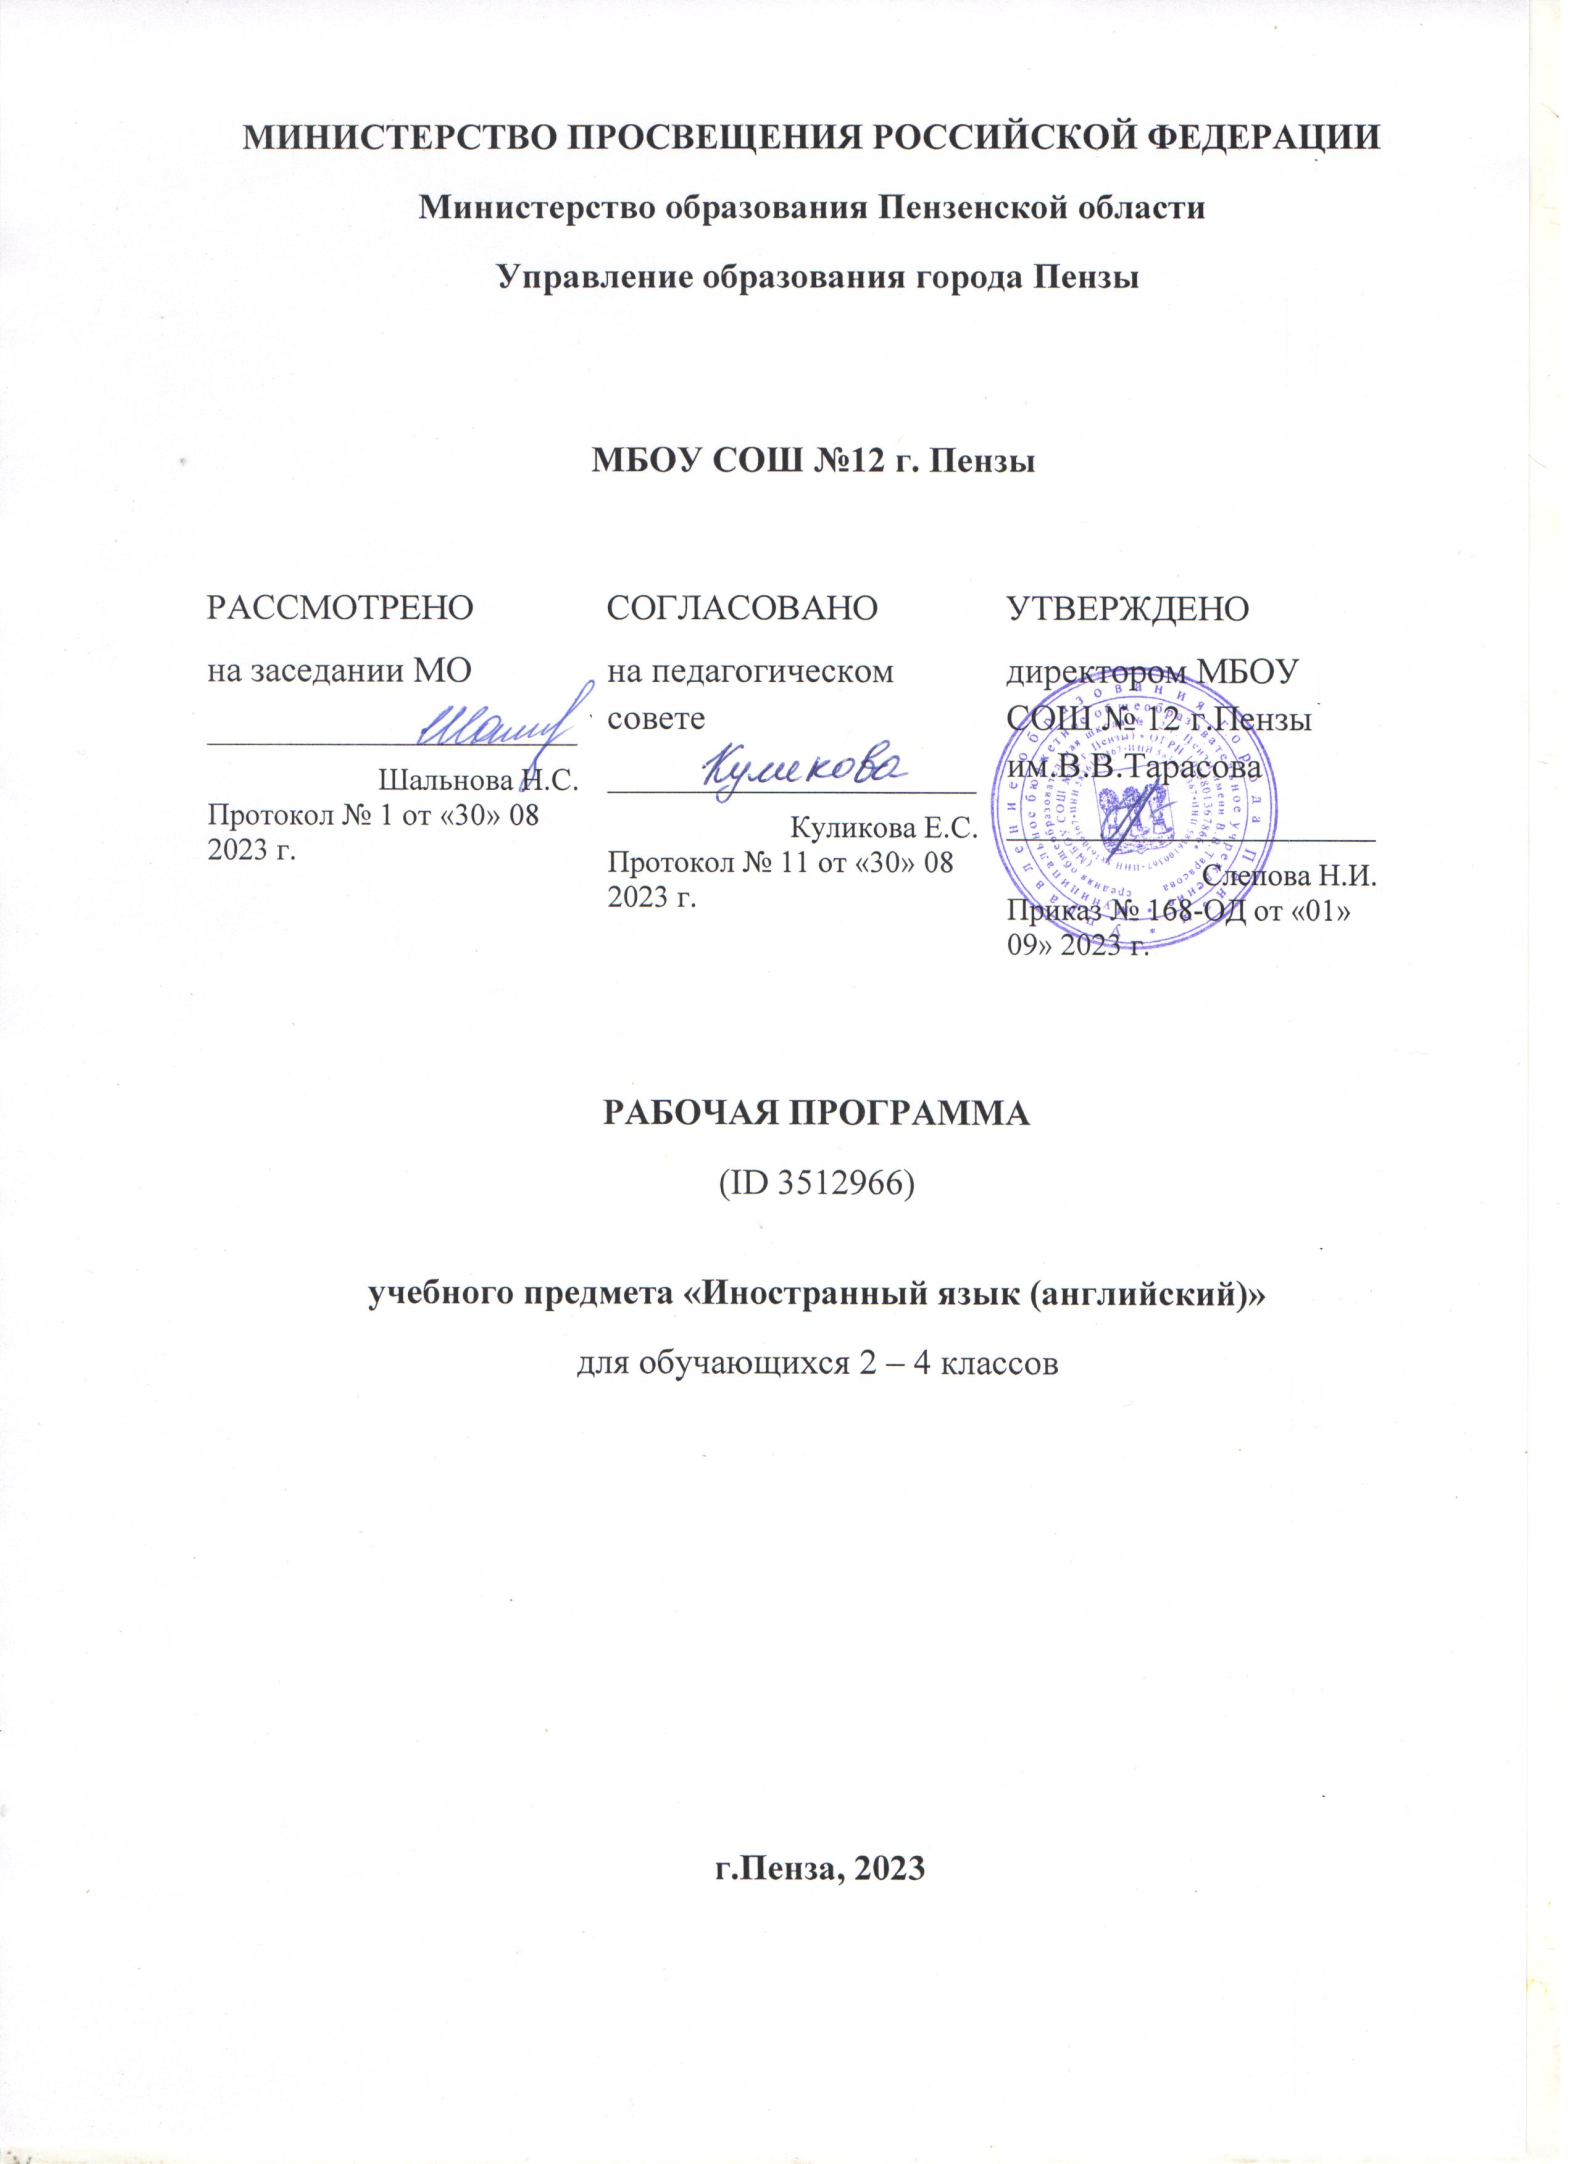 МИНИСТЕРСТВО ПРОСВЕЩЕНИЯ РОССИЙСКОЙ ФЕДЕРАЦИИ
Министерство образования Пензенской области
Управление образования города Пензы
МБОУ СОШ №12 г. Пензы
РАССМОТРЕНО
на заседании МО
Шальнова Н.С.
Протокол № 1 от «30» 08
2023 г.
СОГЛАСОВАНО
на педагогическом
совете
Куликова
Куликова Е.С.
Протокол № 11 от «30» 08
2023 г.
УТВЕРЖДЕНО
директором МБОУ
СОШ № 12 г.Пензы
им.В.В.Тарасова
Слепова Н.И.
Приказ № 168-ОД от «01»
09» 2023 г.
РАБОЧАЯ ПРОГРАММА
(ID 3512966)
учебного предмета «Иностранный язык (английский)»
для обучающихся 2 – 4 классов
г.Пенза, 2023